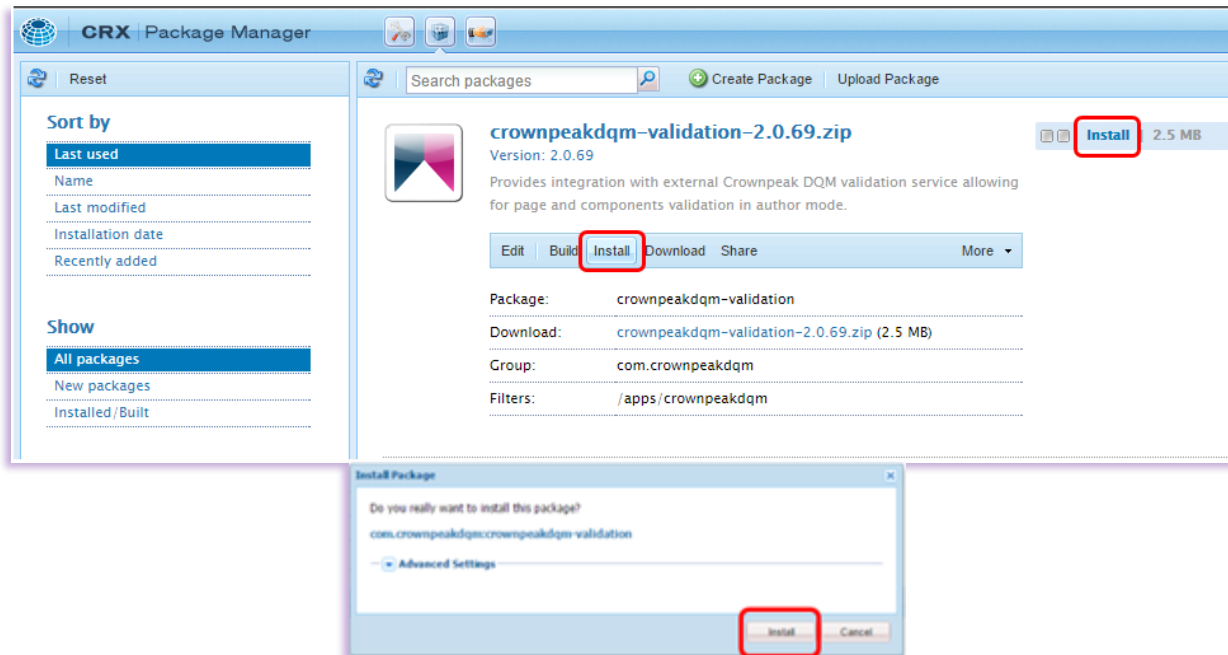 CRX Package Manager
Reset
Search packages
Create Package
Upload Package
Sort by
Last used
Name
Last modified
Installation date
Recently added
Show
All packages
New packages
Installed/Built
crownpeakdqm-validation-2.0.69.zip
Version: 2.0.69
Provides integration with external Crownpeak DQM validation service allowing
for page and components validation in author mode.
Install 2.5 MB
Edit Build Install Download Share More
Package: crownpeakdqm-validation
Download: crownpeakdqm-validation-2.0.69.zip (2.5 MB)
Group: com.crownpeakdqm
Filters: /apps/crownpeakdqm
Install Package
Do you really want to install this package?
com.crownpeakdqm:crownpeakdqm-validation
Advanced Settings
Install Cancel